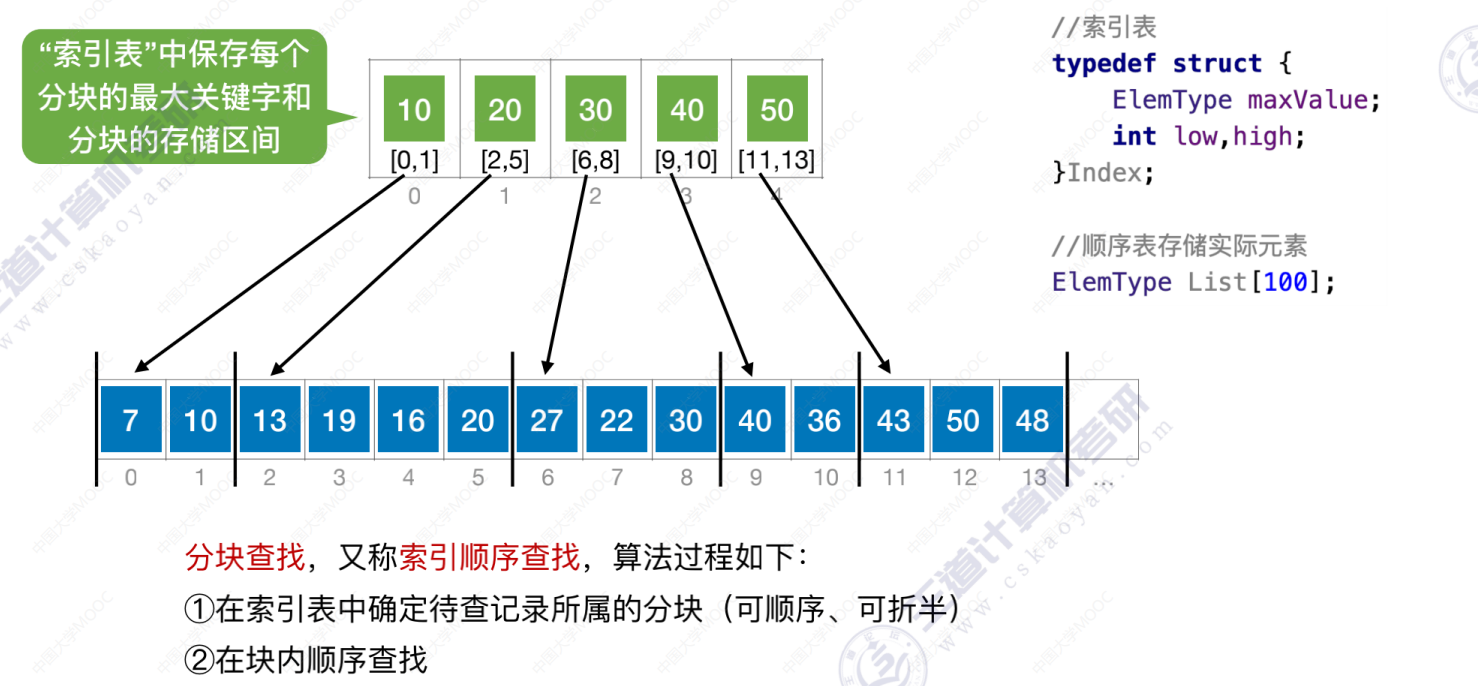 “索引表”中保存每个
分块的最大关键字和
分块的存储区间
10 20 30 40 50
[0,1] [2,5] [6,8] [9,10] [11,13]
0 1 2 3 4
//索引表
typedef struct {
ElemType maxValue;
int low,high;
}Index;
//顺序表存储实际元素
ElemType List[100];
7 10 13 19 16 20 27 22 30 40 36 43 50 48
0 1 2 3 4 5 6 7 8 9 10 11 12 13 ...
分块查找，又称索引顺序查找，算法过程如下：
①在索引表中确定待查记录所属的分块（可顺序、可折半）
②在块内顺序查找
王道计算机考研
www.cskaoyan.com
中国大学MOOC